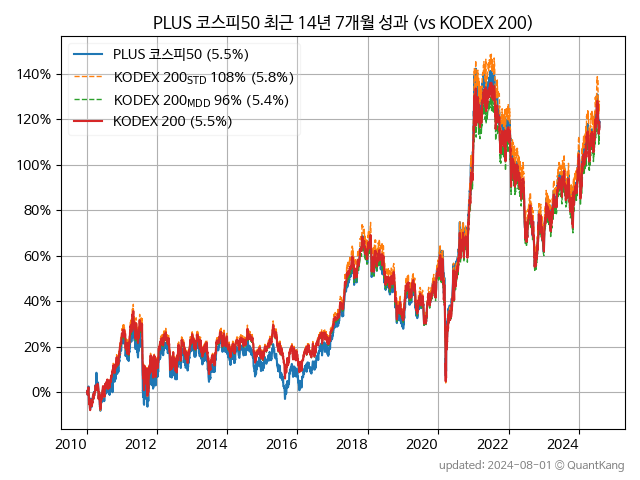 PLUS 코스피50 최근 14년 7개월 성과 (vs KODEX 200)
PLUS 코스피50 (5.5%)
KODEX 200STD 108% (5.8%)
KODEX 200MDD 96% (5.4%)
KODEX 200 (5.5%)
140%
120%
100%
80%
60%
40%
20%
0%
2010 2012 2014 2016 2018 2020 2022 2024
updated: 2024-08-01 © QuantKang